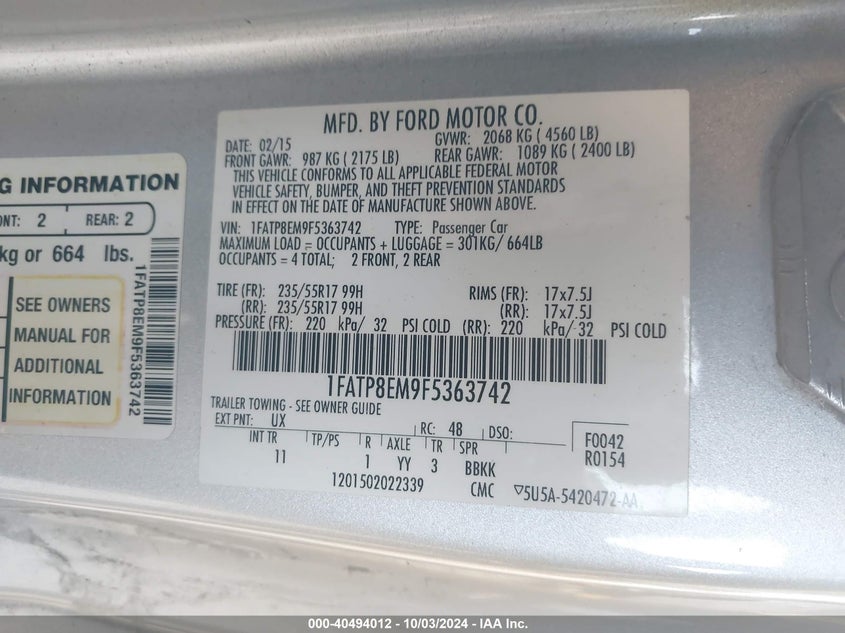 MFD. BY FORD MOTOR CO.
DATE: 02/15 GVWR: 2068 KG ( 4560 LB)
FRONT GAWR: 987 KG ( 2175 LB) REAR GAWR: 1089 KG ( 2400 LB)
THIS VEHICLE CONFORMS TO ALL APPLICABLE FEDERAL MOTOR
VEHICLE SAFETY, BUMPER, AND THEFT PREVENTION STANDARDS
IN EFFECT ON THE DATE OF MANUFACTURE SHOWN ABOVE.
VIN: 1FATP8EM9F5363742 TYPE: Passenger Car
MAXIMUM LOAD = OCCUPANTS + LUGGAGE = 301KG/ 664LB
OCCUPANTS = 4 TOTAL; 2 FRONT, 2 REAR
TIRE (FR): 235/55R17 99H RIMS (FR): 17x7.5J
(RR): 235/55R17 99H (RR): 17x7.5J
PRESSURE (FR): 220 kPa/ 32 PSI COLD (RR): 220 kPa/ 32 PSI COLD
1FATP8EM9F5363742
TRAILER TOWING - SEE OWNER GUIDE
EXT PNT: UX RC: 48 DSO:
INT TR TP/PS R AXLE TR SPR
11 1 YY 3 BBKK
F0042
R0154
1201502022339 CMC ▽5U5A-5420472-AA
G INFORMATION
NT: 2 REAR: 2
kg or 664 lbs.
SEE OWNERS
MANUAL FOR
ADDITIONAL
INFORMATION
1FATP8EM9F5363742
000-40494012 - 10/03/2024 - IAA Inc.